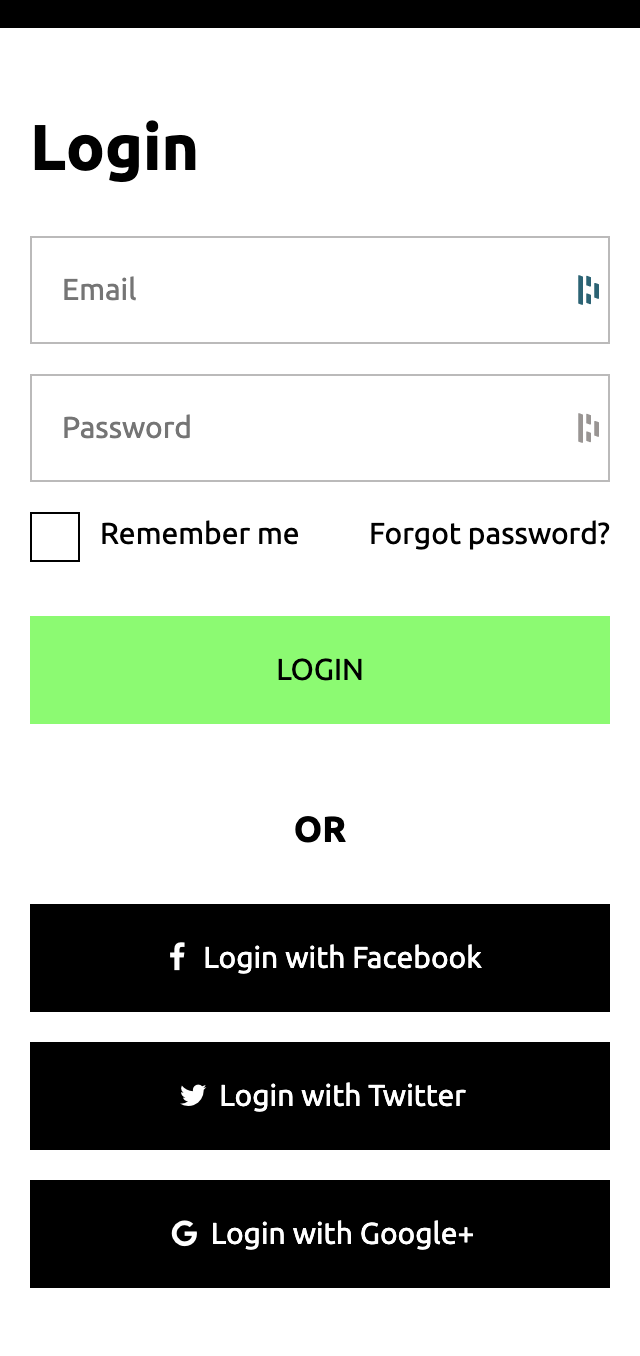 Login
Email
Password
Remember me Forgot password?
LOGIN
OR
Login with Facebook
Login with Twitter
Login with Google+